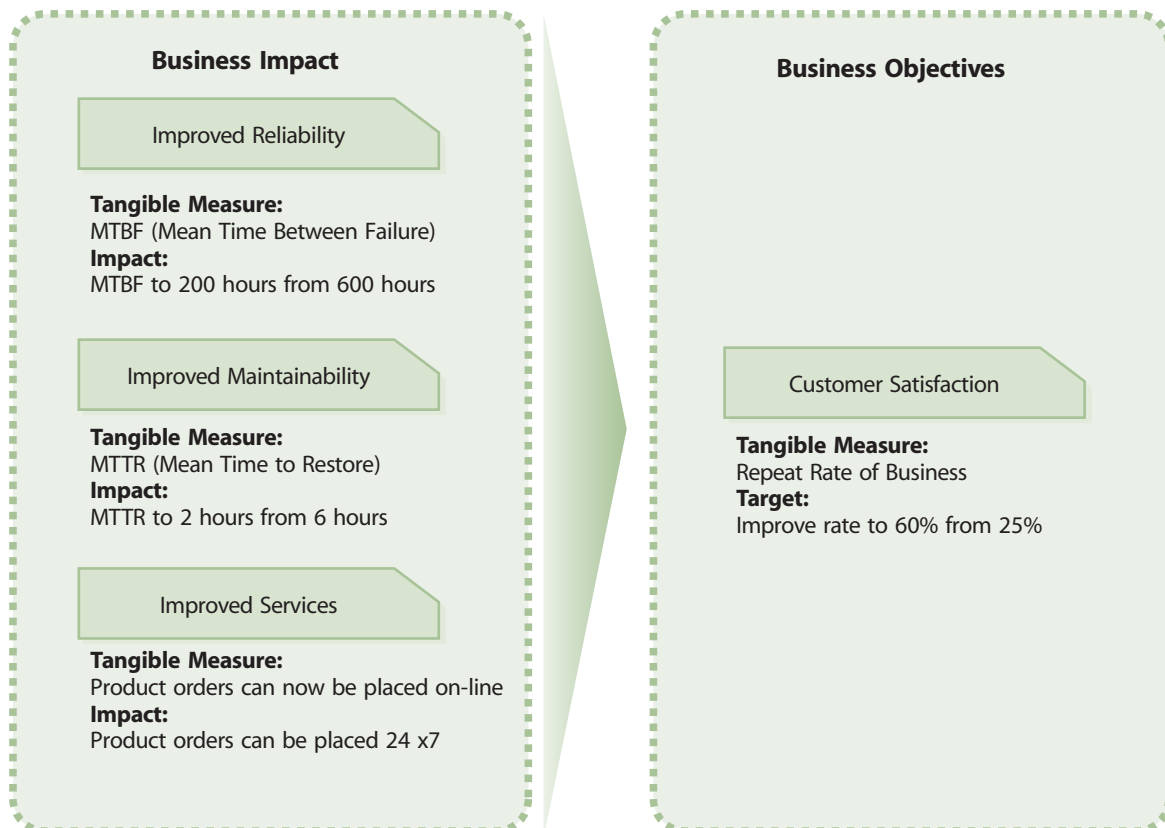 Business Impact
Improved Reliability
Tangible Measure:
MTBF (Mean Time Between Failure)
Impact:
MTBF to 200 hours from 600 hours
Improved Maintainability
Tangible Measure:
MTTR (Mean Time to Restore)
Impact:
MTTR to 2 hours from 6 hours
Improved Services
Tangible Measure:
Product orders can now be placed on-line
Impact:
Product orders can be placed 24 x7
Business Objectives
Customer Satisfaction
Tangible Measure:
Repeat Rate of Business
Target:
Improve rate to 60% from 25%